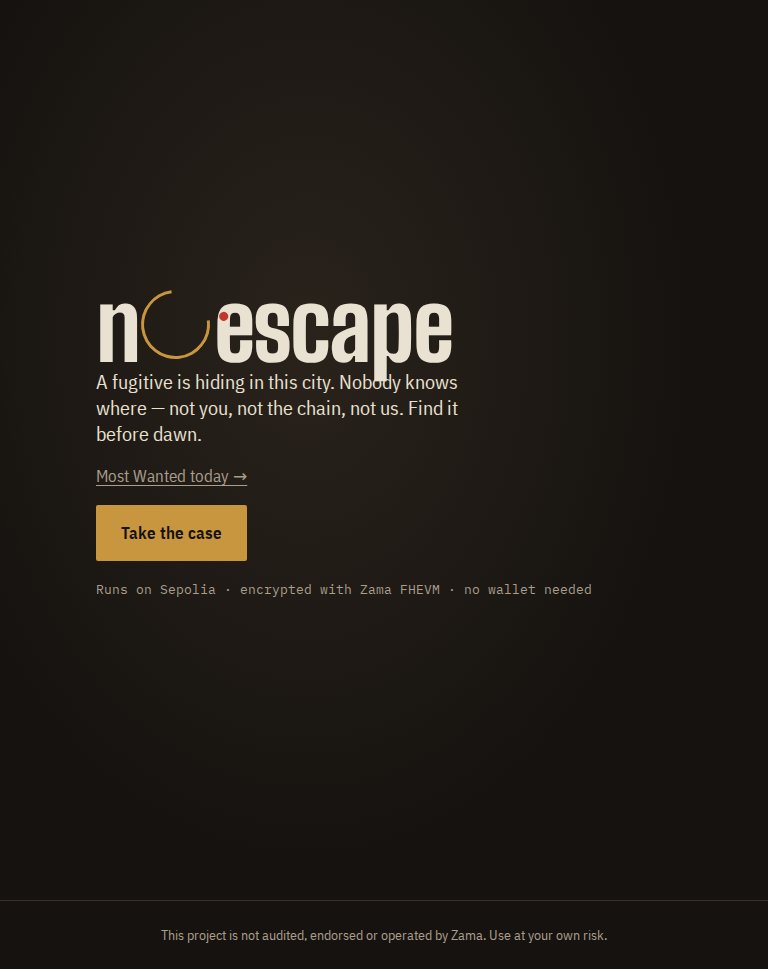 noescape
A fugitive is hiding in this city. Nobody knows
where — not you, not the chain, not us. Find it
before dawn.
Most Wanted today →
Take the case
Runs on Sepolia · encrypted with Zama FHEVM · no wallet needed
This project is not audited, endorsed or operated by Zama. Use at your own risk.